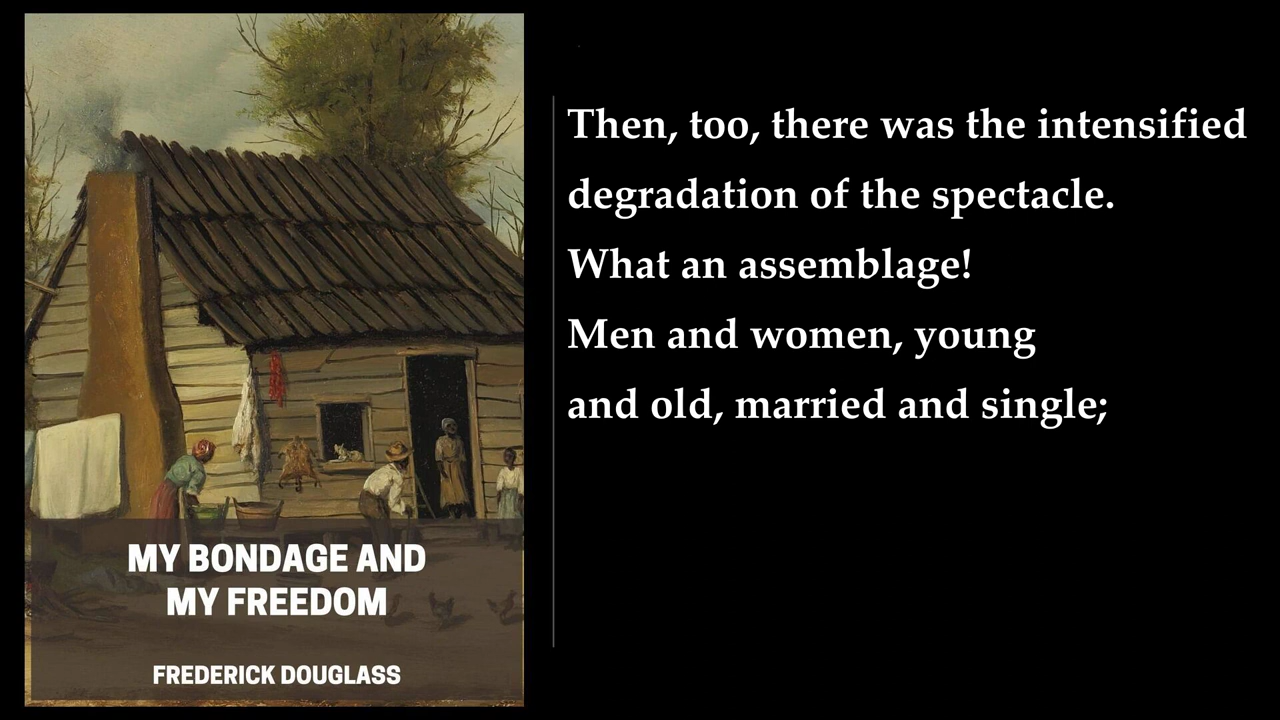 Then, too, there was the intensified
degradation of the spectacle.
What an assemblage!
Men and women, young
and old, married and single;
MY BONDAGE AND
MY FREEDOM
FREDERICK DOUGLASS